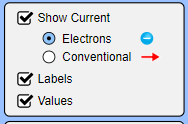 Show Current
Electrons
Conventional
Labels
Values